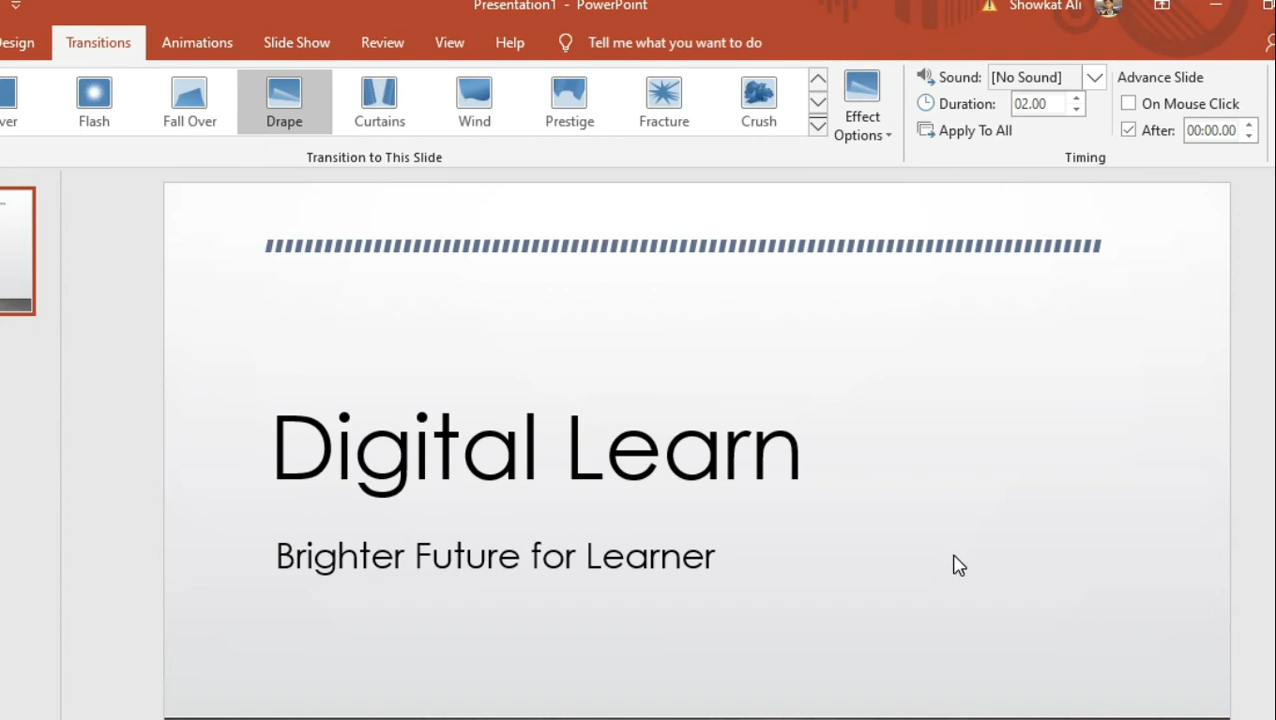 Presentation1 - PowerPoint
Showkat Ali
Transitions
Animations
Slide Show
Review
View
Help
Tell me what you want to do
Flash
Fall Over
Drape
Curtains
Wind
Prestige
Fracture
Crush
Effect
Options
Sound: [No Sound]
Duration: 02.00
Apply To All
Advance Slide
On Mouse Click
After: 00:00.00
Transition to This Slide
Timing
Digital Learn
Brighter Future for Learner